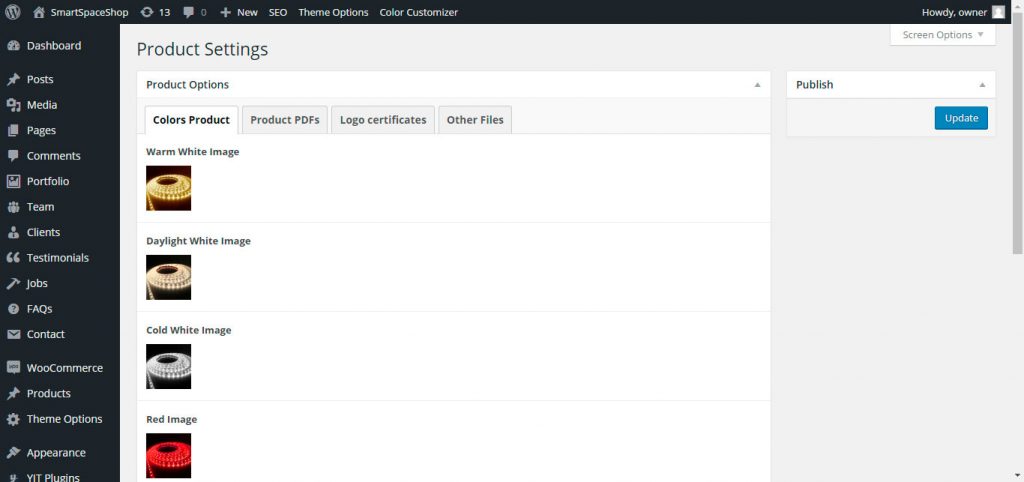 SmartSpaceShop 13 0 New SEO Theme Options Color Customizer Howdy, owner
Screen Options
Dashboard
Posts
Media
Pages
Comments
Portfolio
Team
Clients
Testimonials
Jobs
FAQs
Contact
WooCommerce
Products
Theme Options
Appearance
YIT Plugins
Product Settings
Product Options
Colors Product Product PDFs Logo certificates Other Files
Warm White Image
Daylight White Image
Cold White Image
Red Image
Publish
Update